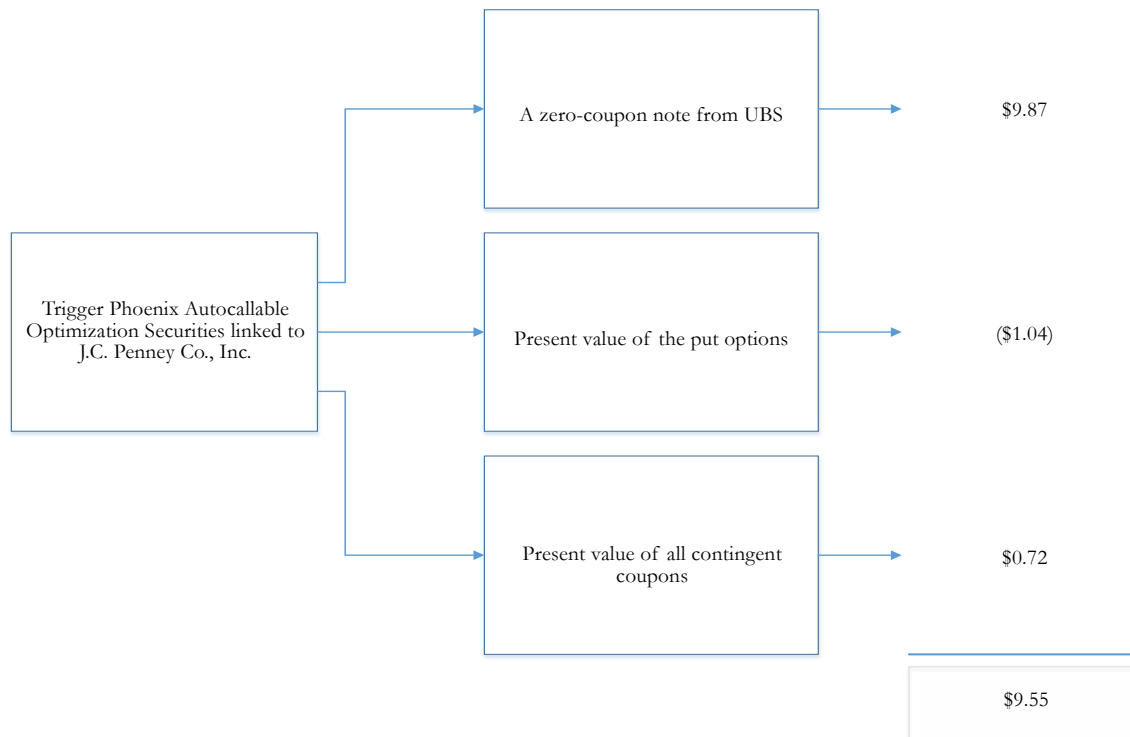 A zero-coupon note from UBS
$9.87
Trigger Phoenix Autocallable
Optimization Securities linked to
J.C. Penney Co., Inc.
Present value of the put options
($1.04)
Present value of all contingent
coupons
$0.72
$9.55